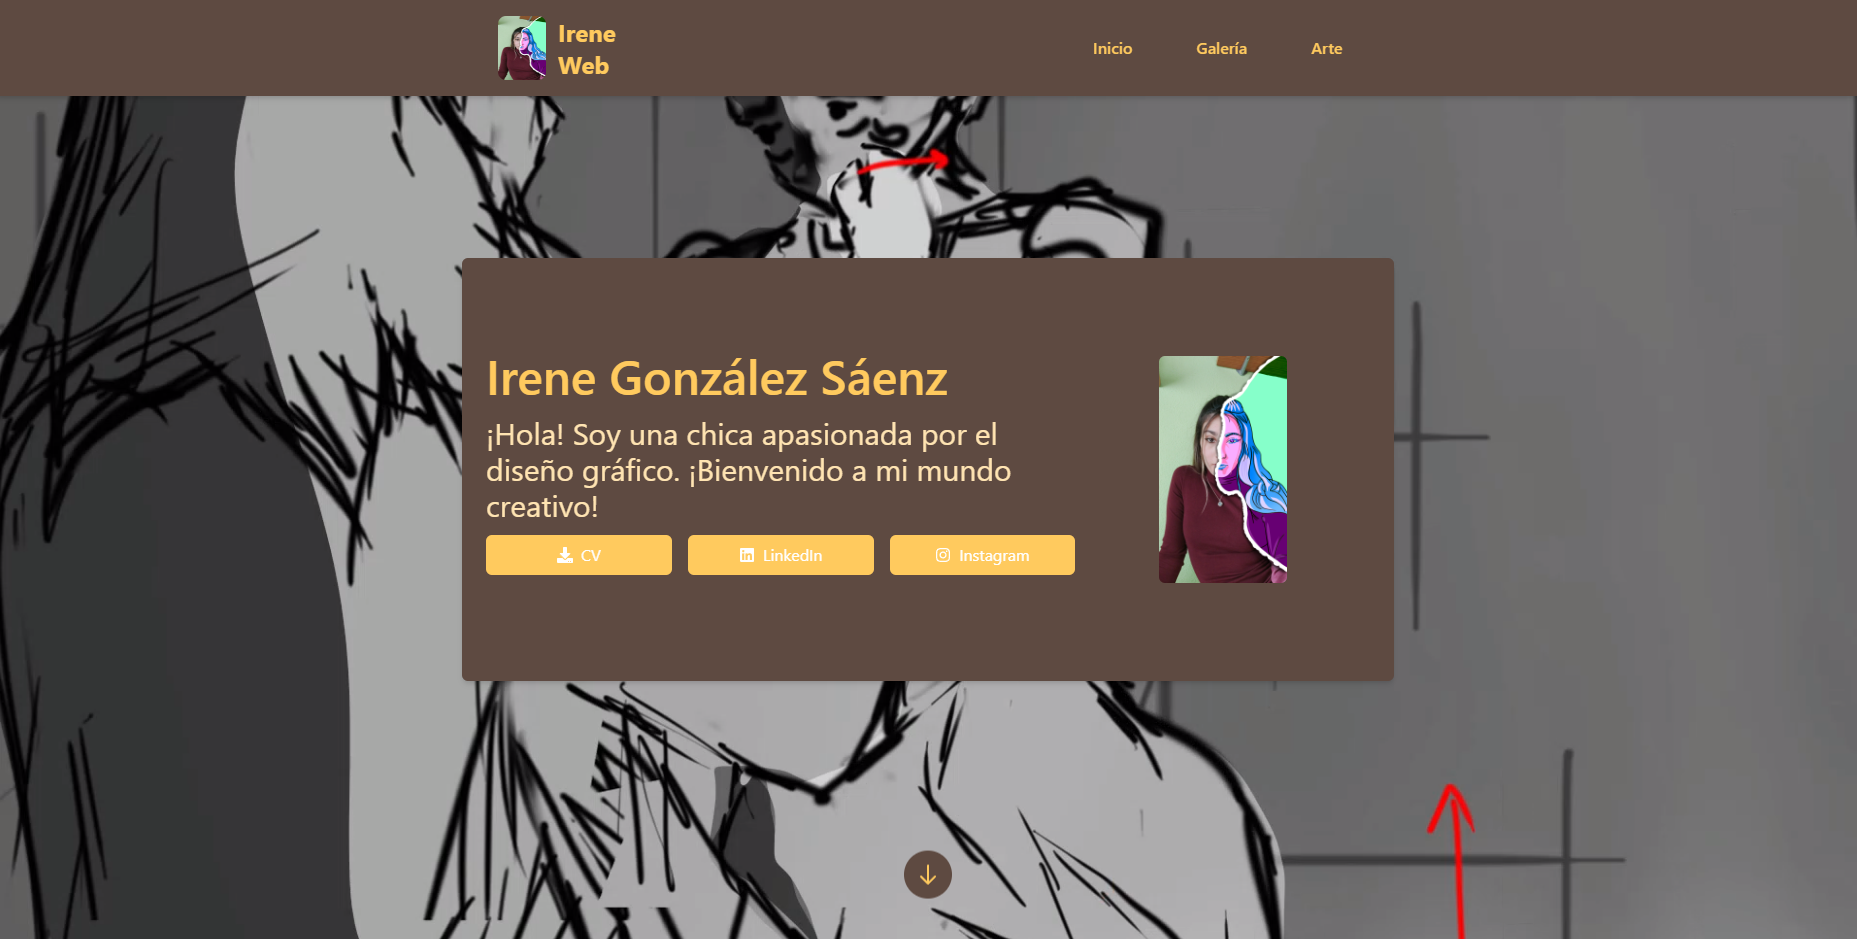 Irene
Web
Inicio
Galería
Arte
Irene González Sáenz
¡Hola! Soy una chica apasionada por el
diseño gráfico. ¡Bienvenido a mi mundo
creativo!
CV
LinkedIn
Instagram